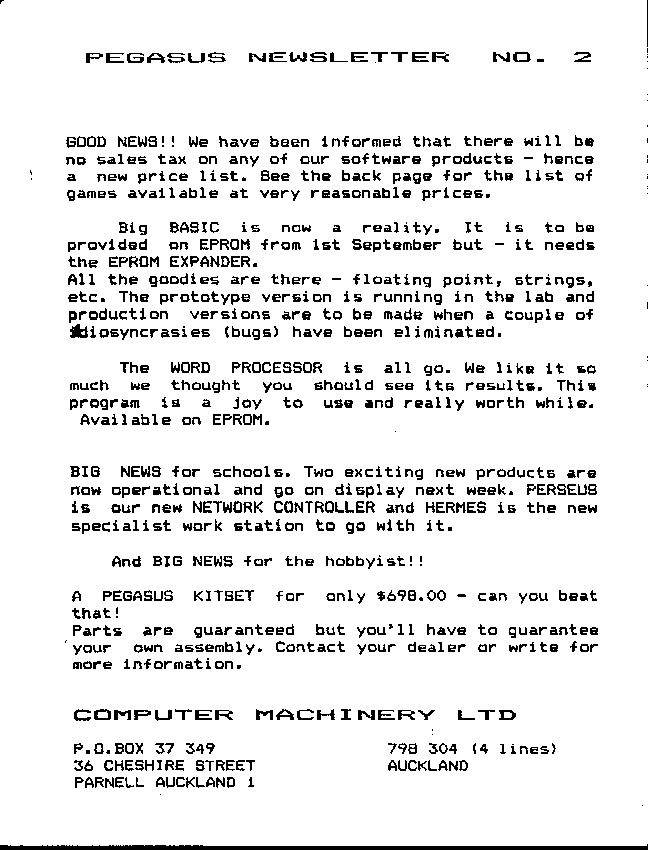 PEGASUS NEWSLETTER NO. 2
GOOD NEWS!! We have been informed that there will be
no sales tax on any of our software products - hence
a new price list. See the back page for the list of
games available at very reasonable prices.
Big BASIC is now a reality. It is to be
provided on EPROM from 1st September but - it needs
the EPROM EXPANDER.
All the goodies are there - floating point, strings,
etc. The prototype version is running in the lab and
production versions are to be made when a couple of
idiosyncrasies (bugs) have been eliminated.
The WORD PROCESSOR is all go. We like it so
much we thought you should see its results. This
program is a joy to use and really worth while.
Available on EPROM.
BIG NEWS for schools. Two exciting new products are
now operational and go on display next week. PERSEUS
is our new NETWORK CONTROLLER and HERMES is the new
specialist work station to go with it.
And BIG NEWS for the hobbyist!!
A PEGASUS KITSET for only $698.00 - can you beat
that!
Parts are guaranteed but you'll have to guarantee
your own assembly. Contact your dealer or write for
more information.
COMPUTER MACHINERY LTD
P.O.BOX 37 349 798 304 (4 lines)
36 CHESHIRE STREET AUCKLAND
PARNELL AUCKLAND 1